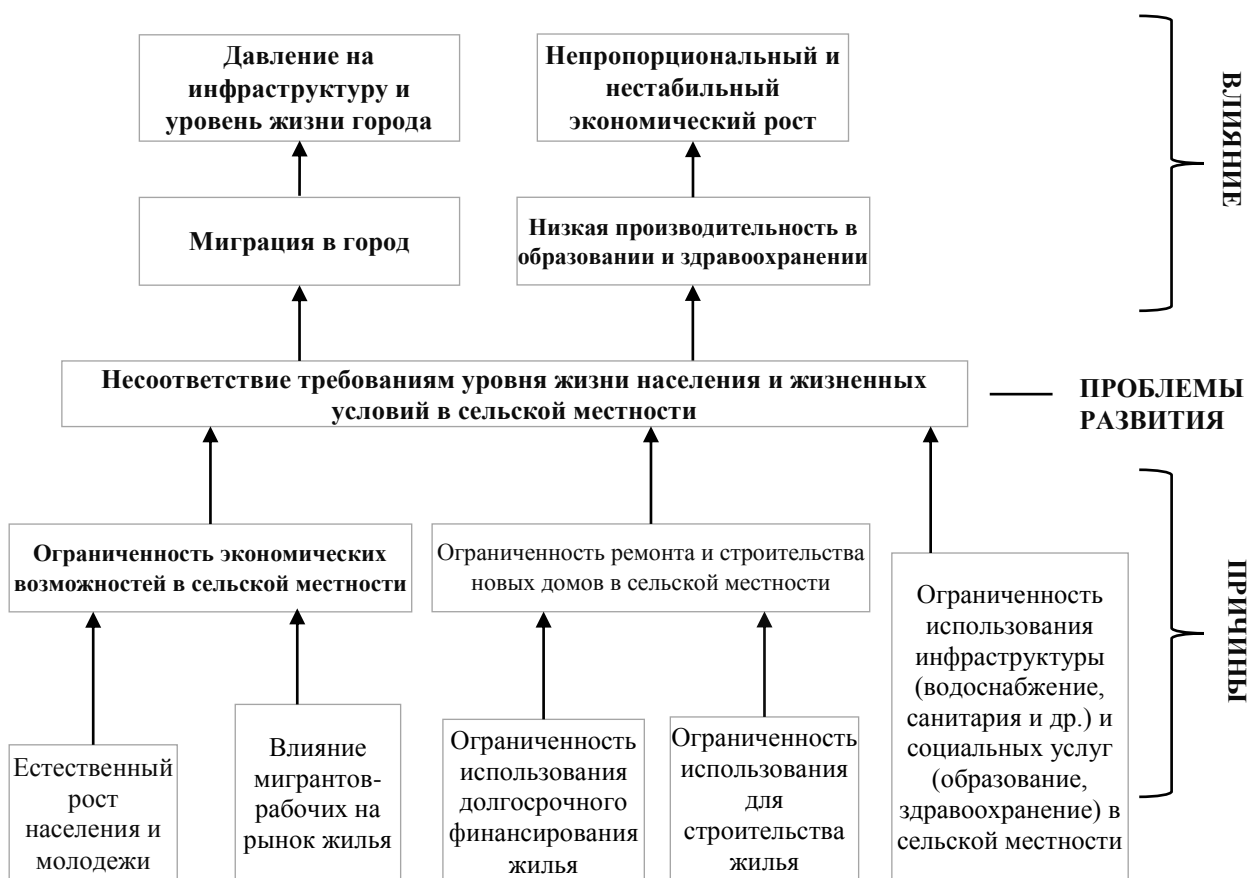 Давление на
инфраструктуру и
уровень жизни города
Непропорциональный и
нестабильный
экономический рост
ВЛИЯНИЕ
Миграция в город
Низкая производительность в
образовании и здравоохранении
Несоответствие требованиям уровня жизни населения и жизненных
условий в сельской местности
ПРОБЛЕМЫ
РАЗВИТИЯ
Ограниченность экономических
возможностей в сельской местности
Ограниченность ремонта и строительства
новых домов в сельской местности
Ограниченность
использования
инфраструктуры
(водоснабжение,
санитария и др.) и
социальных услуг
(образование,
здравоохранение) в
сельской местности
ПРИЧИНЫ
Естественный
рост
населения и
молодежи
Влияние
мигрантов-
рабочих на
рынок жилья
Ограниченность
использования
долгосрочного
финансирования
жилья
Ограниченность
использования
для
строительства
жилья